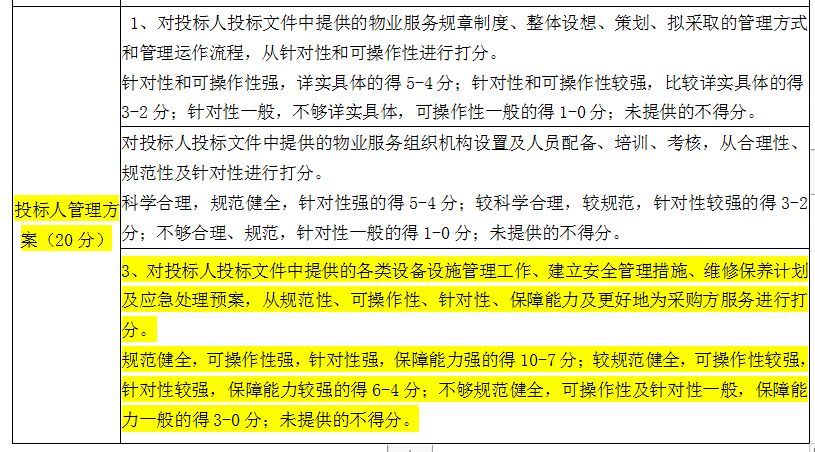 投标人管理方
案（20 分）
1、对投标人投标文件中提供的物业服务规章制度、整体设想、策划、拟采取的管理方式
和管理运作流程，从针对性和可操作性进行打分。
针对性和可操作性强，详实具体的得 5-4 分；针对性和可操作性较强，比较详实具体的得
3-2 分；针对性一般，不够详实具体，可操作性一般的得 1-0 分；未提供的不得分。
对投标人投标文件中提供的物业服务组织机构设置及人员配备、培训、考核，从合理性、
规范性及针对性进行打分。
科学合理，规范健全，针对性强的得 5-4 分；较科学合理，较规范，针对性较强的得 3-2
分；不够合理、规范，针对性一般的得 1-0 分；未提供的不得分。
3、对投标人投标文件中提供的各类设备设施管理工作、建立安全管理措施、维修保养计划
及应急处理预案，从规范性、可操作性、针对性、保障能力及更好地为采购方服务进行打
分。
规范健全，可操作性强，针对性强，保障能力强的得 10-7 分；较规范健全，可操作性较强，
针对性较强，保障能力较强的得 6-4 分；不够规范健全，可操作性及针对性一般，保障能
力一般的得 3-0 分；未提供的不得分。